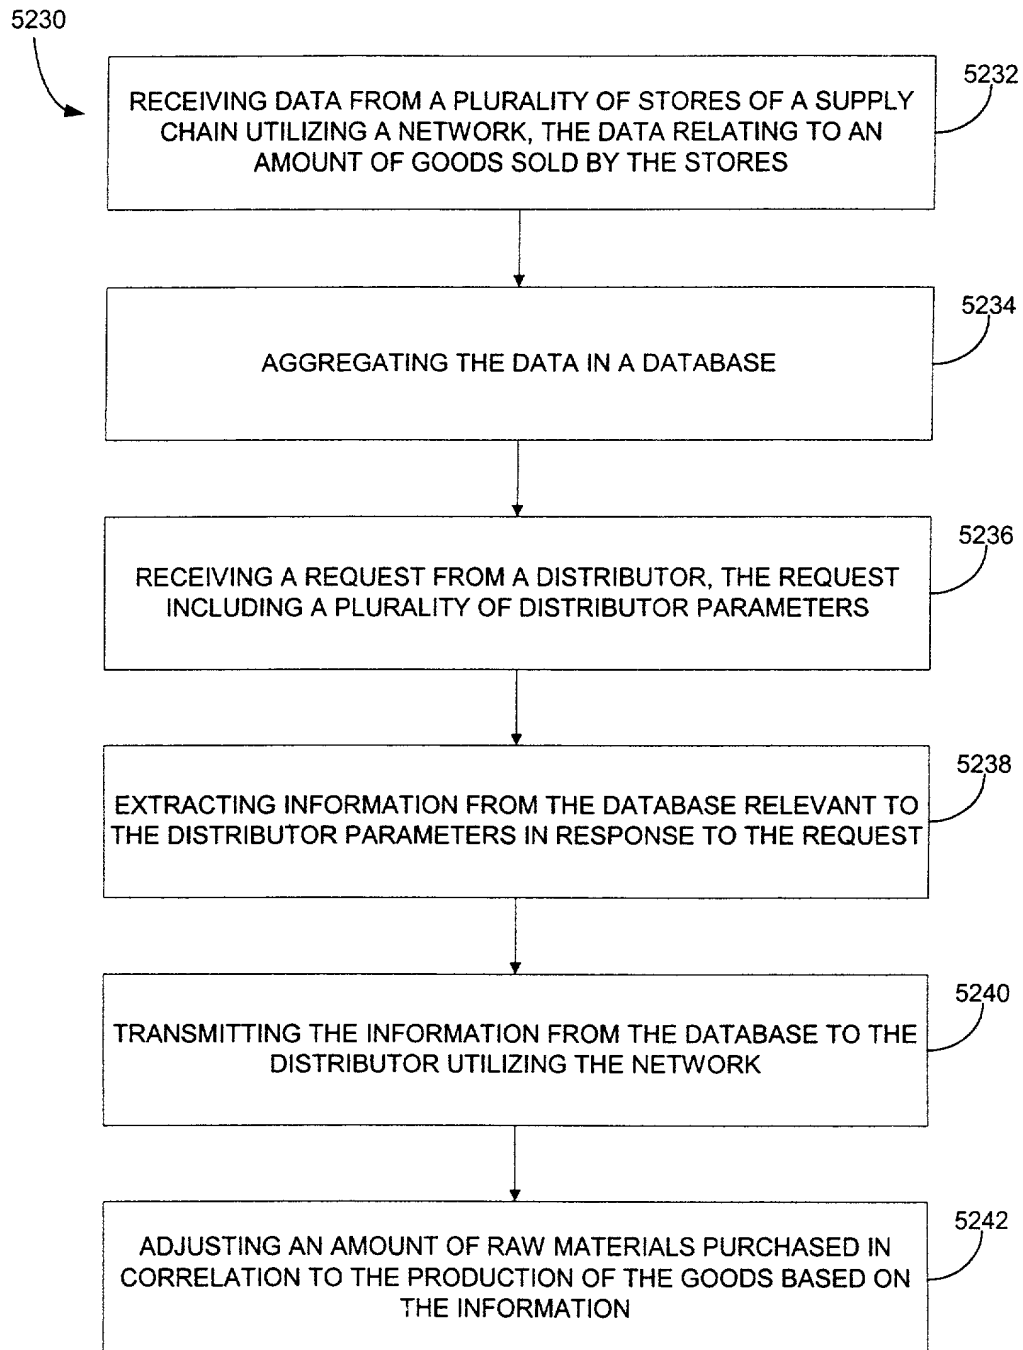 5230
5232
RECEIVING DATA FROM A PLURALITY OF STORES OF A SUPPLY
CHAIN UTILIZING A NETWORK, THE DATA RELATING TO AN
AMOUNT OF GOODS SOLD BY THE STORES
5234
AGGREGATING THE DATA IN A DATABASE
5236
RECEIVING A REQUEST FROM A DISTRIBUTOR, THE REQUEST
INCLUDING A PLURALITY OF DISTRIBUTOR PARAMETERS
5238
EXTRACTING INFORMATION FROM THE DATABASE RELEVANT TO
THE DISTRIBUTOR PARAMETERS IN RESPONSE TO THE REQUEST
5240
TRANSMITTING THE INFORMATION FROM THE DATABASE TO THE
DISTRIBUTOR UTILIZING THE NETWORK
5242
ADJUSTING AN AMOUNT OF RAW MATERIALS PURCHASED IN
CORRELATION TO THE PRODUCTION OF THE GOODS BASED ON
THE INFORMATION